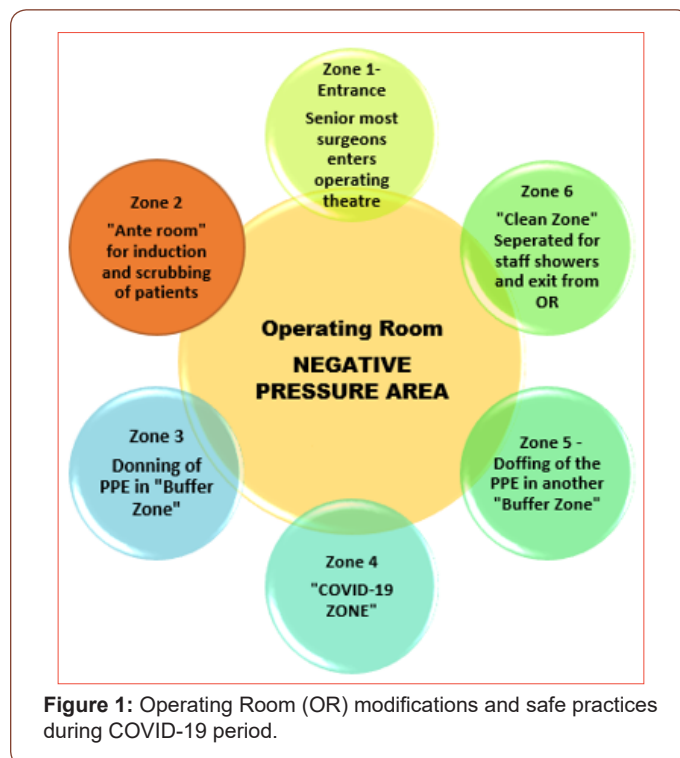 Zone 1-
Entrance
Senior most
surgeons
enters
operating
theatre
Zone 2
"Ante room"
for induction
and scrubbing
of patients
Zone 3
Donning of
PPE in "Buffer
Zone"
Zone 4
"COVID-19
ZONE"
Zone 5 -
Doffing of the
PPE in another
"Buffer Zone"
Zone 6
"Clean Zone"
Seperated for
staff showers
and exit from
OR
Operating Room
NEGATIVE
PRESSURE AREA
Figure 1: Operating Room (OR) modifications and safe practices
during COVID-19 period.